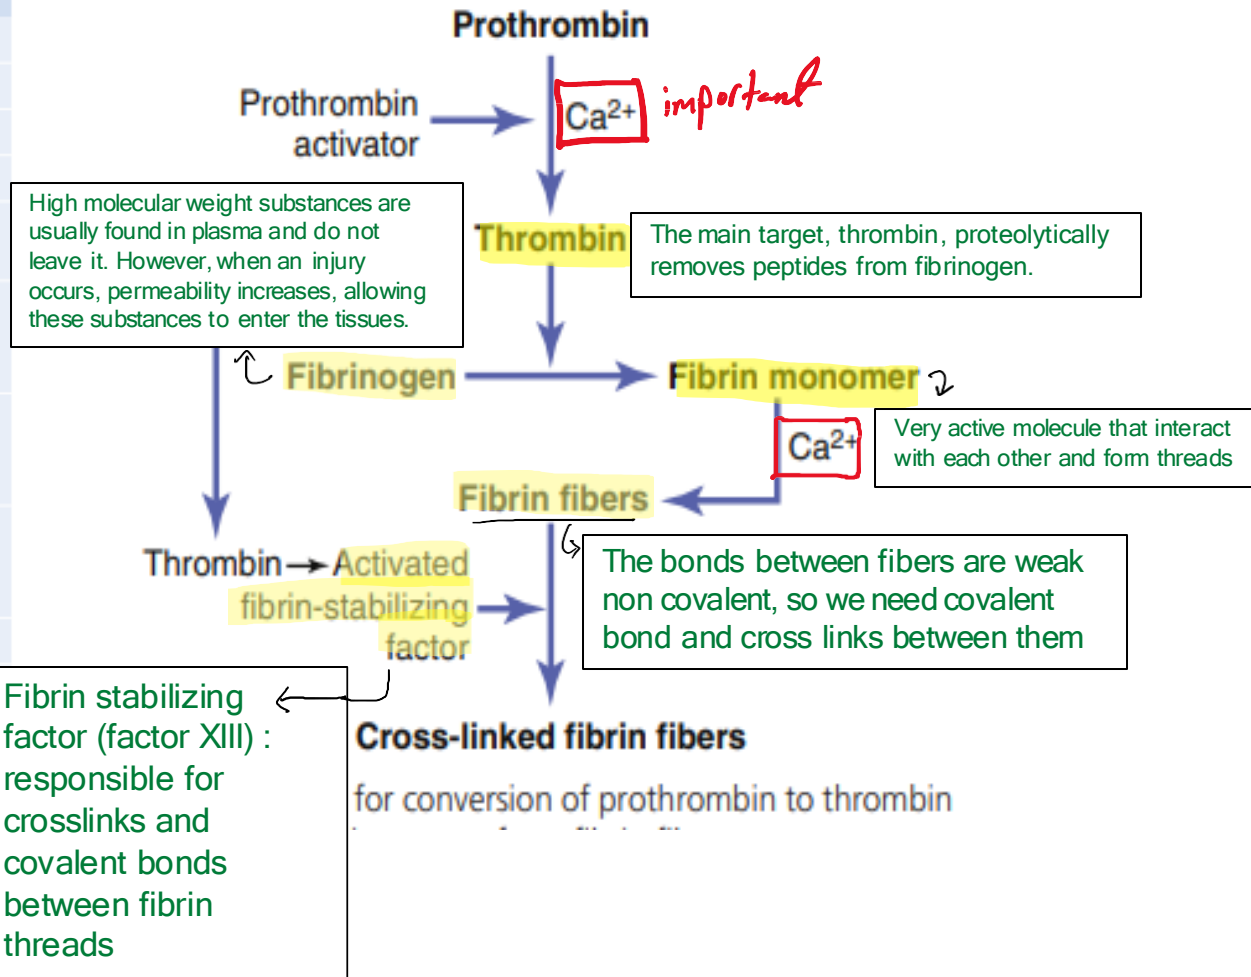 Prothrombin
Prothrombin
activator
Ca²⁺
important
High molecular weight substances are
usually found in plasma and do not
leave it. However, when an injury
occurs, permeability increases, allowing
these substances to enter the tissues.
Thrombin
The main target, thrombin, proteolytically
removes peptides from fibrinogen.
Fibrinogen
Fibrin monomer
Ca²⁺
Very active molecule that interact
with each other and form threads
Fibrin fibers
Thrombin → Activated
fibrin-stabilizing
factor
The bonds between fibers are weak
non covalent, so we need covalent
bond and cross links between them
Fibrin stabilizing
factor (factor XIII) :
responsible for
crosslinks and
covalent bonds
between fibrin
threads
Cross-linked fibrin fibers
for conversion of prothrombin to thrombin